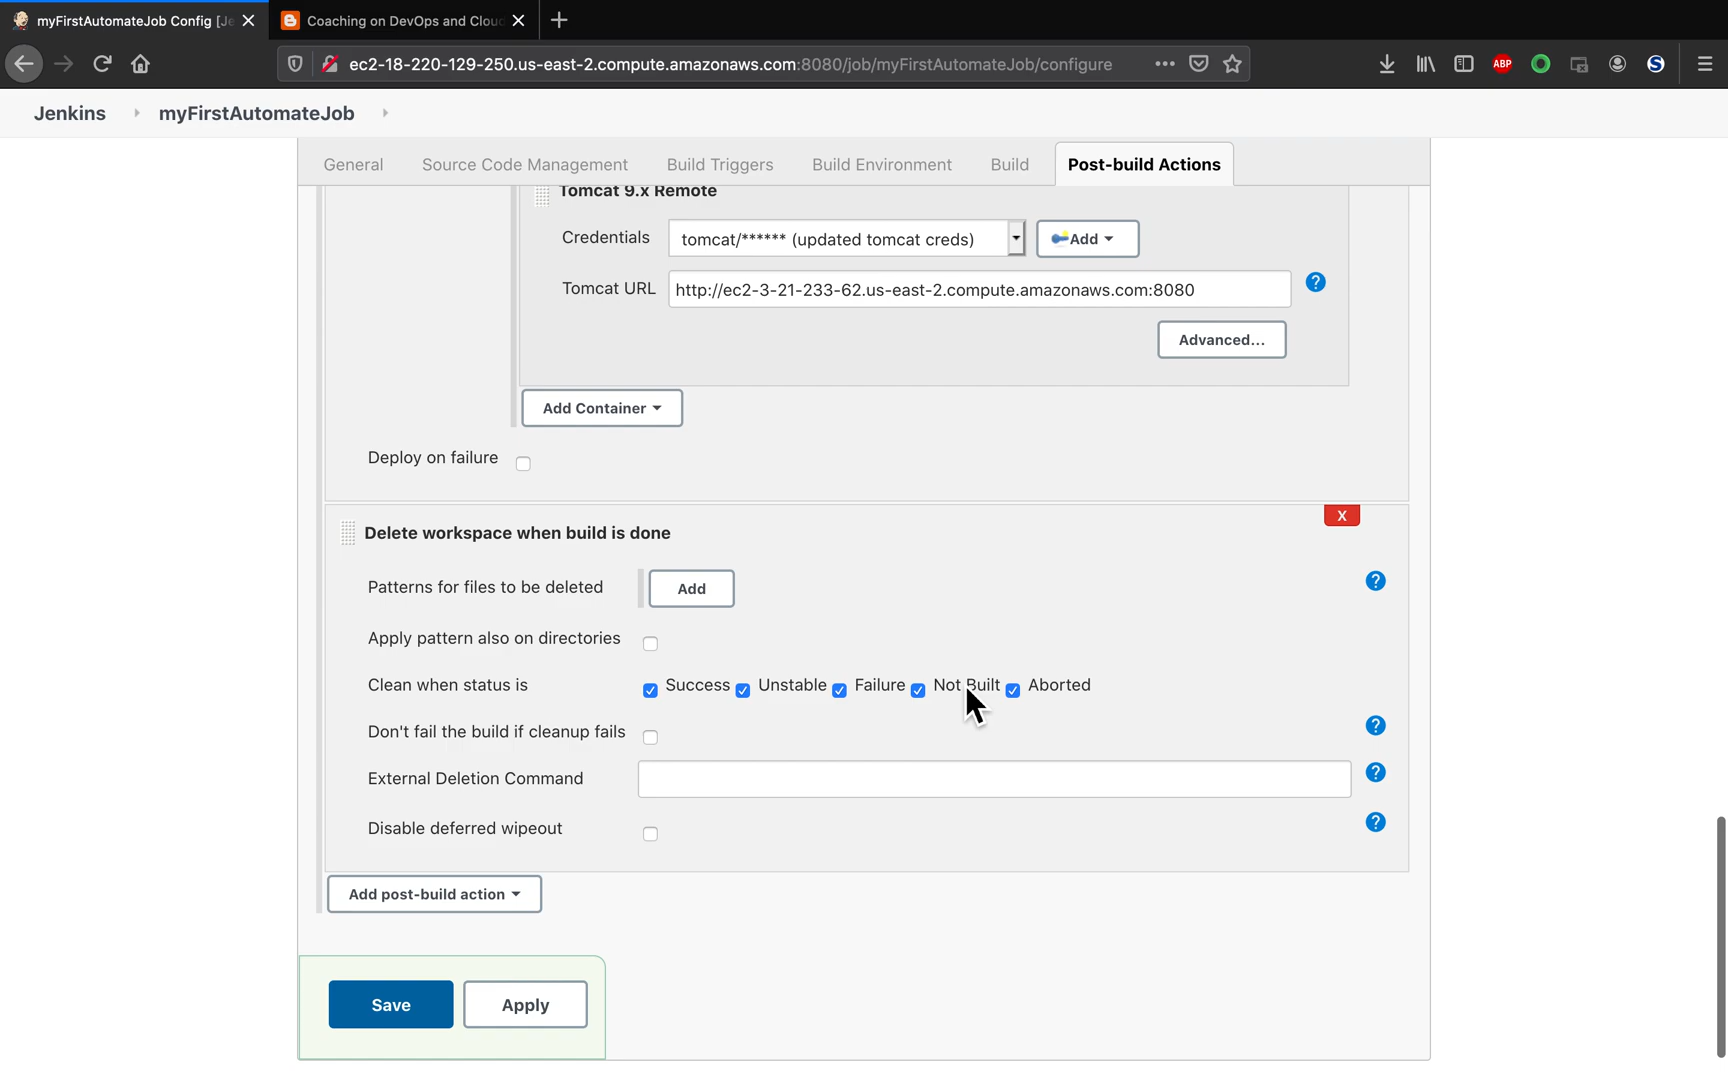 myFirstAutomateJob Config [Je
Coaching on DevOps and Clou
ec2-18-220-129-250.us-east-2.compute.amazonaws.com:8080/job/myFirstAutomateJob/configure
ABP
S
Jenkins myFirstAutomateJob
General Source Code Management Build Triggers Build Environment Build Post-build Actions
Tomcat 9.x Remote
Credentials tomcat/****** (updated tomcat creds) Add
Tomcat URL http://ec2-3-21-233-62.us-east-2.compute.amazonaws.com:8080 ?
Advanced...
Add Container
Deploy on failure
X
Delete workspace when build is done
Patterns for files to be deleted Add ?
Apply pattern also on directories
Clean when status is Success Unstable Failure Not Built Aborted
Don't fail the build if cleanup fails ?
External Deletion Command ?
Disable deferred wipeout ?
Add post-build action
Save Apply